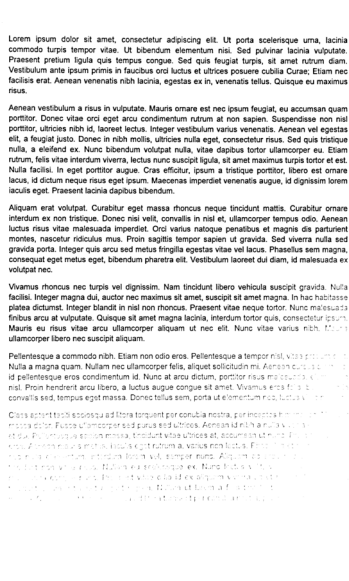 Lorem ipsum dolor sit amet, consectetur adipiscing elit. Ut porta scelerisque urna, lacinia
commodo turpis tempor vitae. Ut bibendum elementum nisi. Sed pulvinar lacinia vulputate.
Praesent pretium ligula quis tempus congue. Sed quis feugiat turpis, sit amet rutrum diam.
Vestibulum ante ipsum primis in faucibus orci luctus et ultrices posuere cubilia Curae; Etiam nec
facilisis erat. Aenean venenatis nibh lacinia, egestas ex in, venenatis tellus. Quisque eu maximus
risus.
Aenean vestibulum a risus in vulputate. Mauris ornare est nec ipsum feugiat, eu accumsan quam
porttitor. Donec vitae orci eget arcu condimentum rutrum at non sapien. Suspendisse non nisl
porttitor, ultricies nibh id, laoreet lectus. Integer vestibulum varius venenatis. Aenean vel egestas
elit, a feugiat justo. Donec in nibh mollis, ultricies nulla eget, consectetur risus. Sed quis tristique
nulla, a eleifend ex. Nunc bibendum volutpat nulla, vitae dapibus tortor ullamcorper eu. Etiam
rutrum, felis vitae interdum viverra, lectus nunc suscipit ligula, sit amet maximus turpis tortor et est.
Nulla facilisi. In eget porttitor augue. Cras efficitur, ipsum a tristique porttitor, libero est ornare
lacus, id dictum neque risus eget ipsum. Maecenas imperdiet venenatis augue, id dignissim lorem
iaculis eget. Praesent lacinia dapibus bibendum.
Aliquam erat volutpat. Curabitur eget massa rhoncus neque tincidunt mattis. Curabitur ornare
interdum ex non tristique. Donec nisi velit, convallis in nisl et, ullamcorper tempus odio. Aenean
luctus risus vitae malesuada imperdiet. Orci varius natoque penatibus et magnis dis parturient
montes, nascetur ridiculus mus. Proin sagittis tempor sapien ut gravida. Sed viverra nulla sed
gravida porta. Integer quis arcu sed metus fringilla egestas vitae vel lacus. Phasellus sem magna,
consequat eget metus eget, bibendum pharetra elit. Vestibulum laoreet dui diam, id malesuada ex
volutpat nec.
Vivamus rhoncus nec turpis vel dignissim. Nam tincidunt libero vehicula suscipit gravida. Nulla
facilisi. Integer magna dui, auctor nec maximus sit amet, suscipit sit amet magna. In hac habitasse
platea dictumst. Integer blandit in nisl non rhoncus. Praesent vitae neque tortor. Nunc malesuada
finibus arcu at vulputate. Quisque sit amet magna lacinia, interdum tortor quis, consectetur ipsum.
Mauris eu risus vitae arcu ullamcorper aliquam ut nec elit. Nunc vitae varius nibh.
ullamcorper libero nec suscipit aliquam.
Pellentesque a commodo nibh. Etiam non odio eros. Pellentesque a tempor nisl, vitae
Nulla a magna quam. Nullam nec ullamcorper felis, aliquet sollicitudin mi. Aenean
id pellentesque eros condimentum id. Nunc at arcu dictum, porttitor risus
nisl. Proin hendrerit arcu libero, a luctus augue congue sit amet. Vivamus eros
convallis sed, tempus eget massa. Donec tellus sem, porta ut elementum nec,
Class aptent taciti sociosqu ad litora torquent per conubia nostra, per inceptos
massa dolor. Fusce ullamcorper sed purus sed ultrices. Aenean id nibh